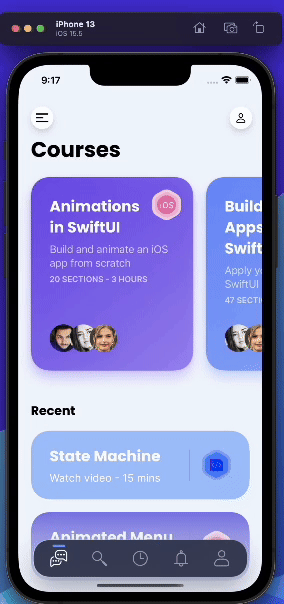 iPhone 13
iOS 15.5
9:17
Courses
Animations
in SwiftUI
iOS
Build and animate an iOS
app from scratch
20 SECTIONS - 3 HOURS
Build
Apps
Swift
Apply y
SwiftUI
47 SECTI
Recent
State Machine
Watch video - 15 mins
Animated Menu